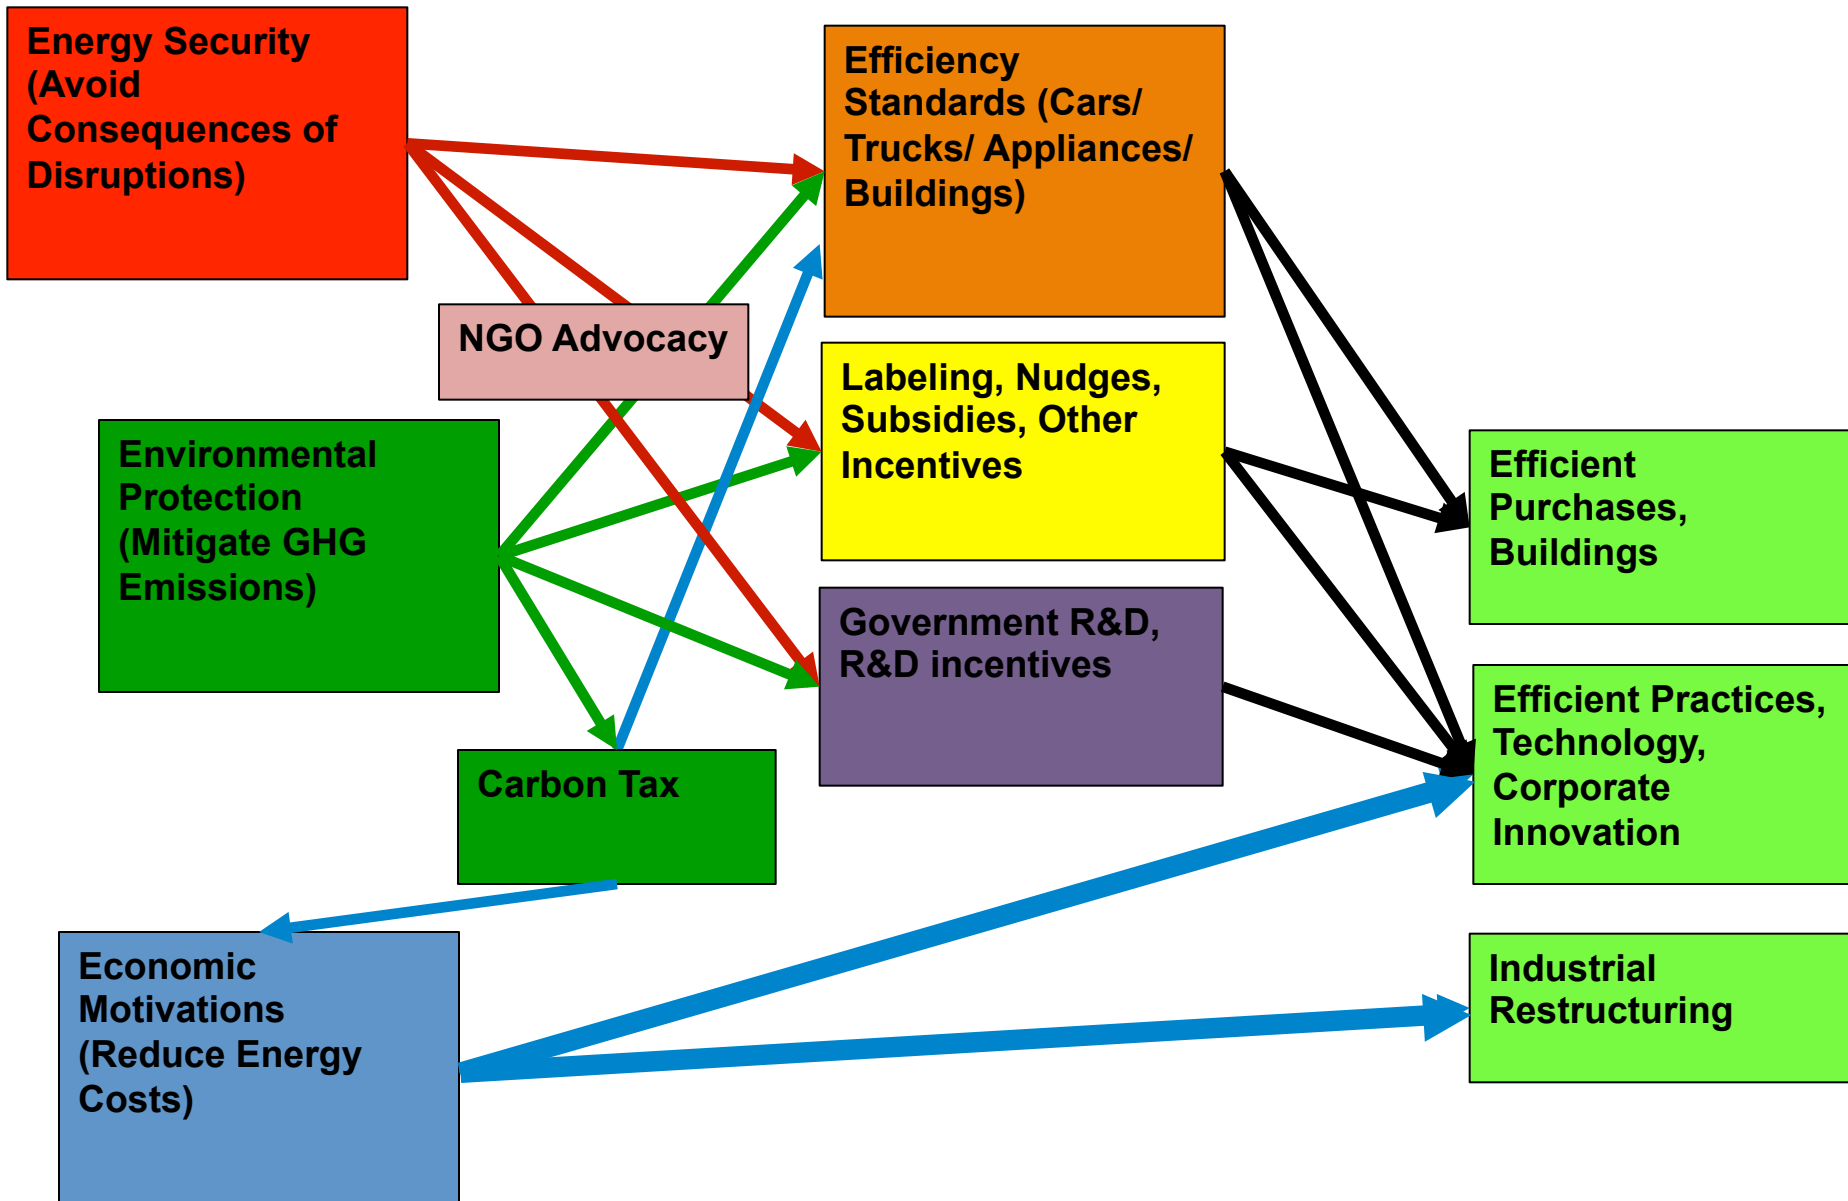 Energy Security
(Avoid
Consequences of
Disruptions)
Efficiency
Standards (Cars/
Trucks/ Appliances/
Buildings)
NGO Advocacy
Labeling, Nudges,
Subsidies, Other
Incentives
Environmental
Protection
(Mitigate GHG
Emissions)
Efficient
Purchases,
Buildings
Government R&D,
R&D incentives
Efficient Practices,
Technology,
Corporate
Innovation
Carbon Tax
Economic
Motivations
(Reduce Energy
Costs)
Industrial
Restructuring